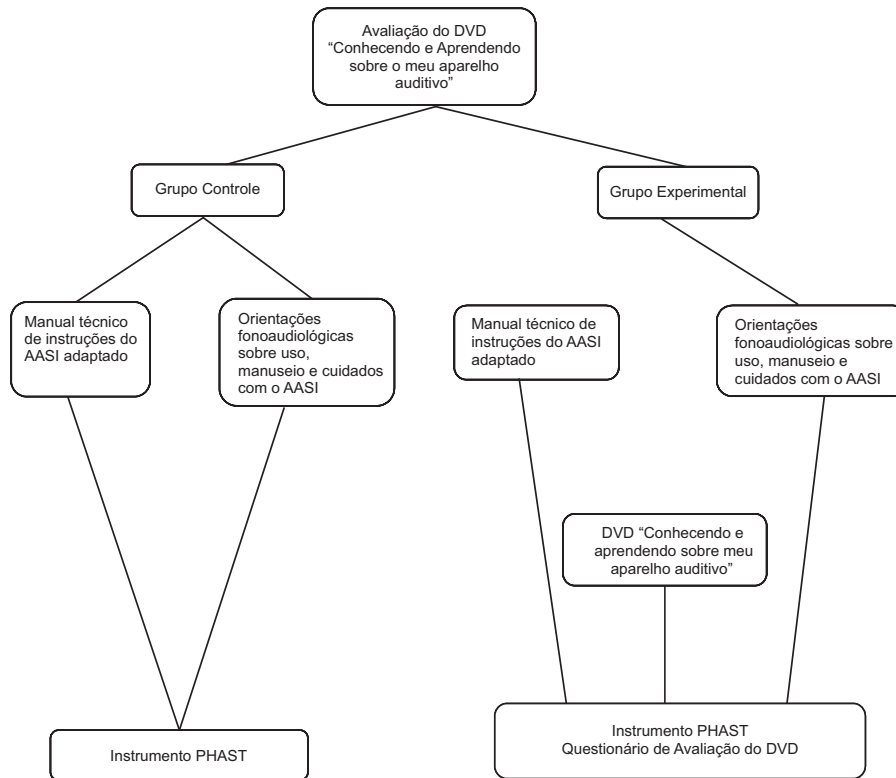 Avaliação do DVD
“Conhecendo e Aprendendo
sobre o meu aparelho
auditivo”
Grupo Controle
Grupo Experimental
Manual técnico
de instruções do
AASI adaptado
Orientações
fonoaudiológicas
sobre uso,
manuseio e
cuidados
com o AASI
Manual técnico de
instruções do AASI
adaptado
Orientações
fonoaudiológicas sobre
uso, manuseio e
cuidados com o AASI
DVD “Conhecendo e
aprendendo sobre meu
aparelho auditivo”
Instrumento PHAST
Instrumento PHAST
Questionário de Avaliação do DVD